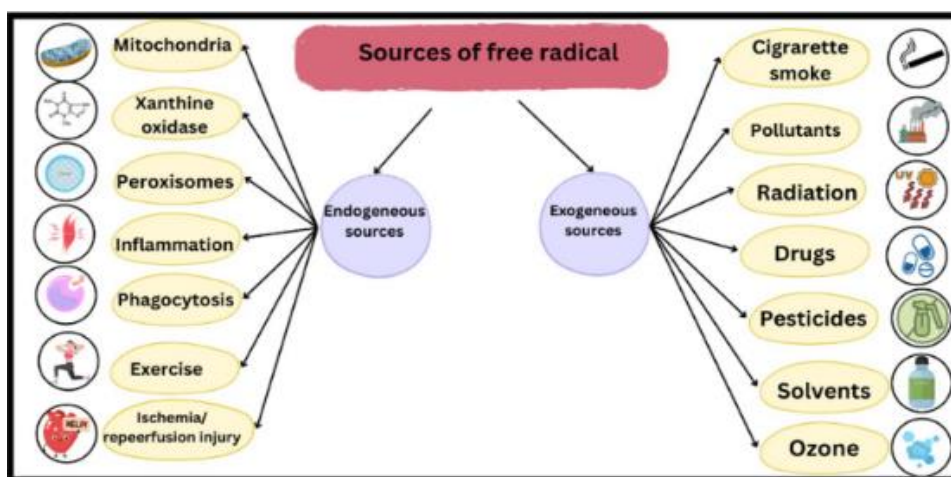 Sources of free radical
Mitochondria
Xanthine
oxidase
Peroxisomes
Inflammation
Phagocytosis
Exercise
Ischemia/
repeerfusion injury
Endogeneous
sources
Exogeneous
sources
Cigrarette
smoke
Pollutants
Radiation
UV
Drugs
Pesticides
Solvents
Ozone
HELP!